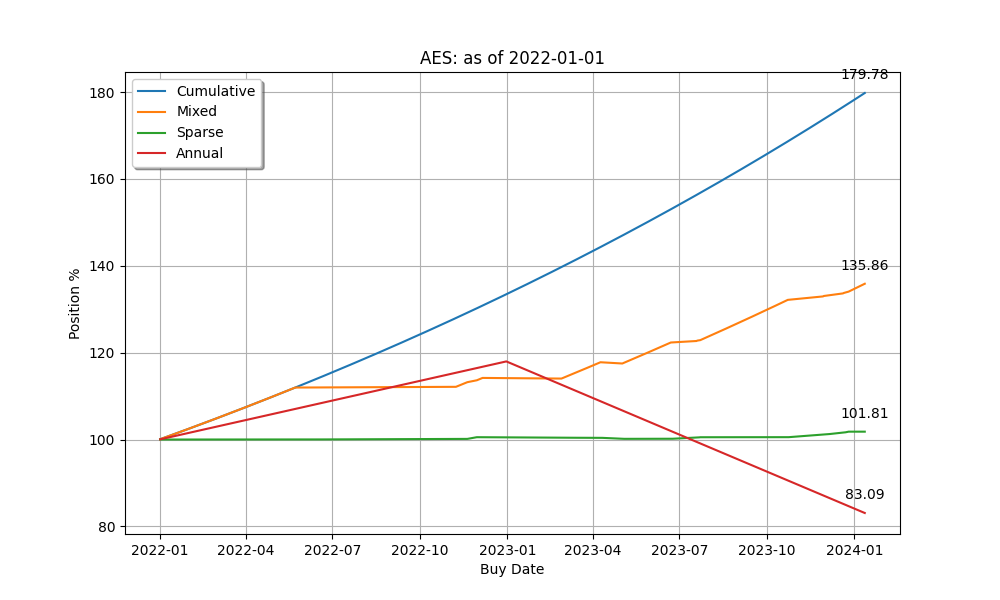 AES: as of 2022-01-01
179.78
180
Cumulative
Mixed
Sparse
Annual
160
135.86
140
120
101.81
100
83.09
80
Position %
2022-01 2022-04 2022-07 2022-10 2023-01 2023-04 2023-07 2023-10 2024-01
Buy Date